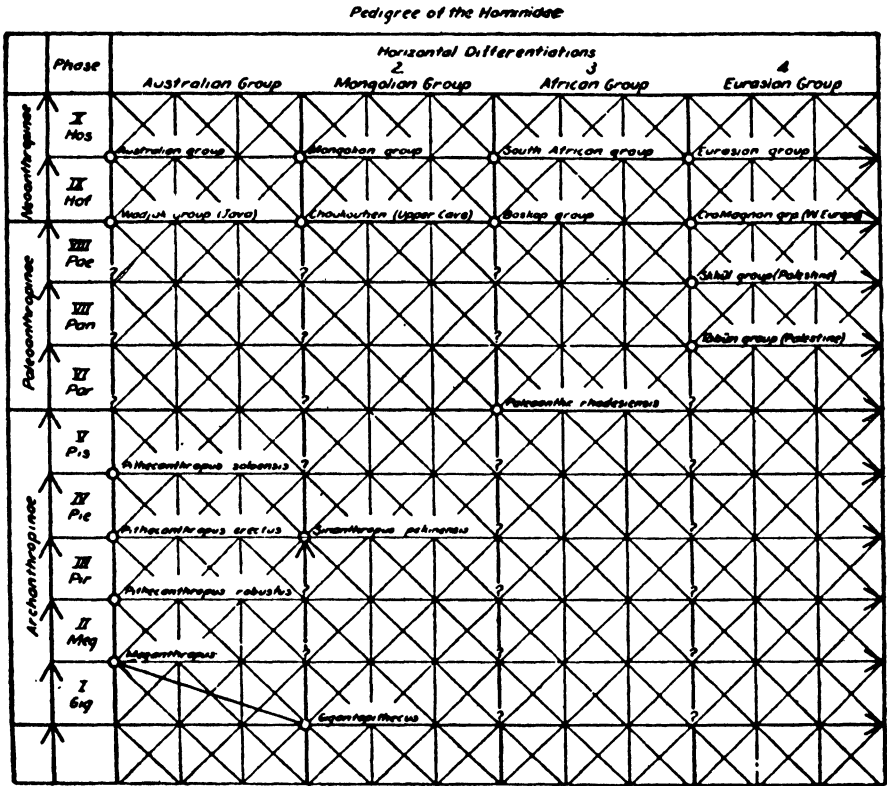 Pedigree of the Hominidae
Phase
Horizontal Differentiations
2 3 4
Australian Group Mongolian Group African Group Eurasian Group
Neoanthropinae
X
Hos
Australian group Mongolian group South African group Eurasian group
IX
Hof
Wadjak group (Java) Choukoutien (Upper Cave) Boskop group CroMagnon grp (W Europe)
Paleoanthropinae
VIII
Pae
? ? ? Skhūl group (Palestine)
VII
Pan
? ? ? Tabūn group (Palestine)
VI
Par
? ? Paleoanthr rhodesiensis ?
Archanthropinae
V
Pis
Pithecanthropus soloensis ? ? ?
IV
Pie
Pithecanthropus erectus Sinanthropus pekinensis ? ?
III
Pir
Pithecanthropus robustus ? ? ?
II
Meg
Meganthropus ? ? ?
I
Gig
Gigantopithecus ? ?